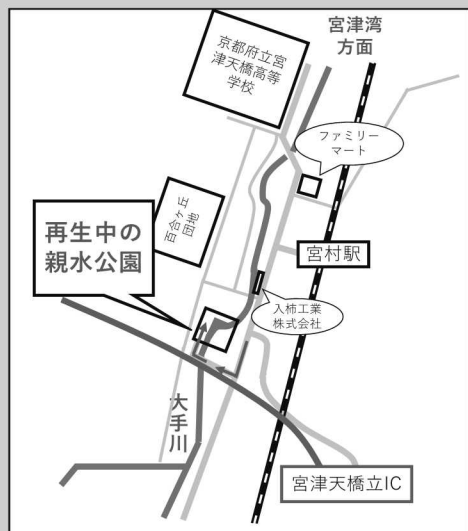 宮津湾
方面
京都府立宮
津天橋高等
学校
ファミリー
マート
百合ケ丘
団地
再生中の
親水公園
宮村駅
入柿工業
株式会社
大手川
宮津天橋立IC